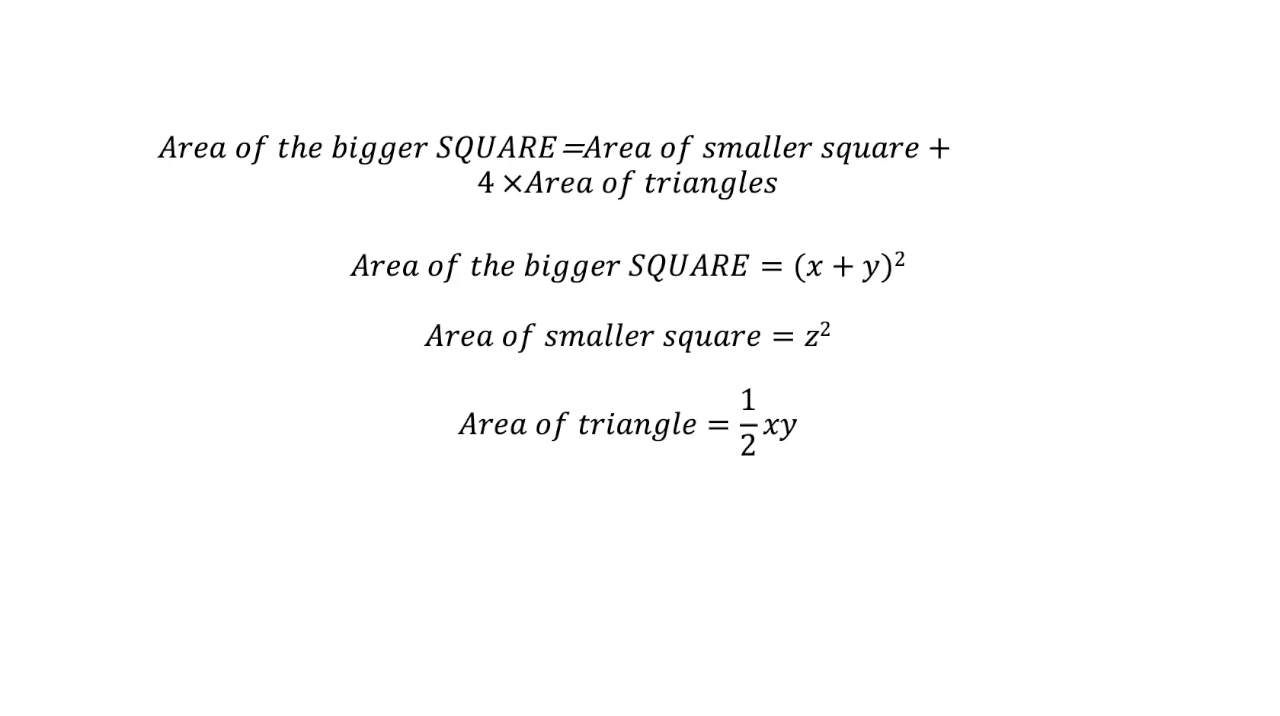 Area of the bigger SQUARE=Area of smaller square +
4 ×Area of triangles
Area of the bigger SQUARE = (x + y)²
Area of smaller square = z²
Area of triangle = 1/2 xy